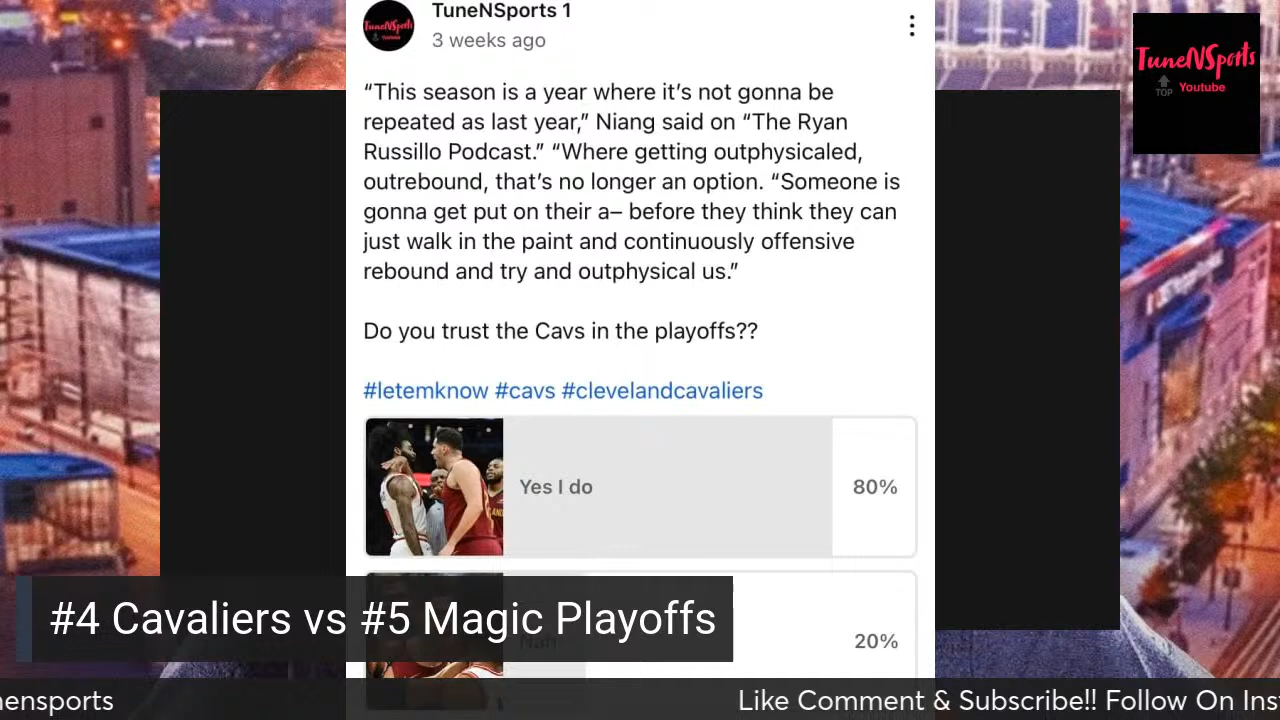 TuneNSports 1
3 weeks ago
“This season is a year where it’s not gonna be
repeated as last year,” Niang said on “The Ryan
Russillo Podcast.” “Where getting outphysicaled,
outrebound, that’s no longer an option. “Someone is
gonna get put on their a– before they think they can
just walk in the paint and continuously offensive
rebound and try and outphysical us.”
Do you trust the Cavs in the playoffs??
#letemknow #cavs #clevelandcavaliers
Yes I do
80%
Nah
20%
#4 Cavaliers vs #5 Magic Playoffs
nensports
Like Comment & Subscribe!! Follow On Ins
TuneNSports
TOP
Youtube